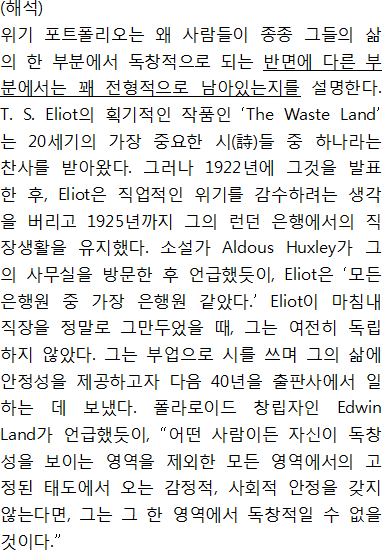 (해석)
위기 포트폴리오는 왜 사람들이 종종 그들의 삶
의 한 부분에서 독창적으로 되는 반면에 다른 부
분에서는 꽤 전형적으로 남아있는지를 설명한다.
T. S. Eliot의 획기적인 작품인 ‘The Waste Land’
는 20세기의 가장 중요한 시(詩)들 중 하나라는
찬사를 받아왔다. 그러나 1922년에 그것을 발표
한 후, Eliot은 직업적인 위기를 감수하려는 생각
을 버리고 1925년까지 그의 런던 은행에서의 직
장생활을 유지했다. 소설가 Aldous Huxley가 그
의 사무실을 방문한 후 언급했듯이, Eliot은 ‘모든
은행원 중 가장 은행원 같았다.’ Eliot이 마침내
직장을 정말로 그만두었을 때, 그는 여전히 독립
하지 않았다. 그는 부업으로 시를 쓰며 그의 삶에
안정성을 제공하고자 다음 40년을 출판사에서 일
하는 데 보냈다. 폴라로이드 창립자인 Edwin
Land가 언급했듯이, “어떤 사람이든 자신이 독창
성을 보이는 영역을 제외한 모든 영역에서의 고
정된 태도에서 오는 감정적, 사회적 안정을 갖지
않는다면, 그는 그 한 영역에서 독창적일 수 없을
것이다.”